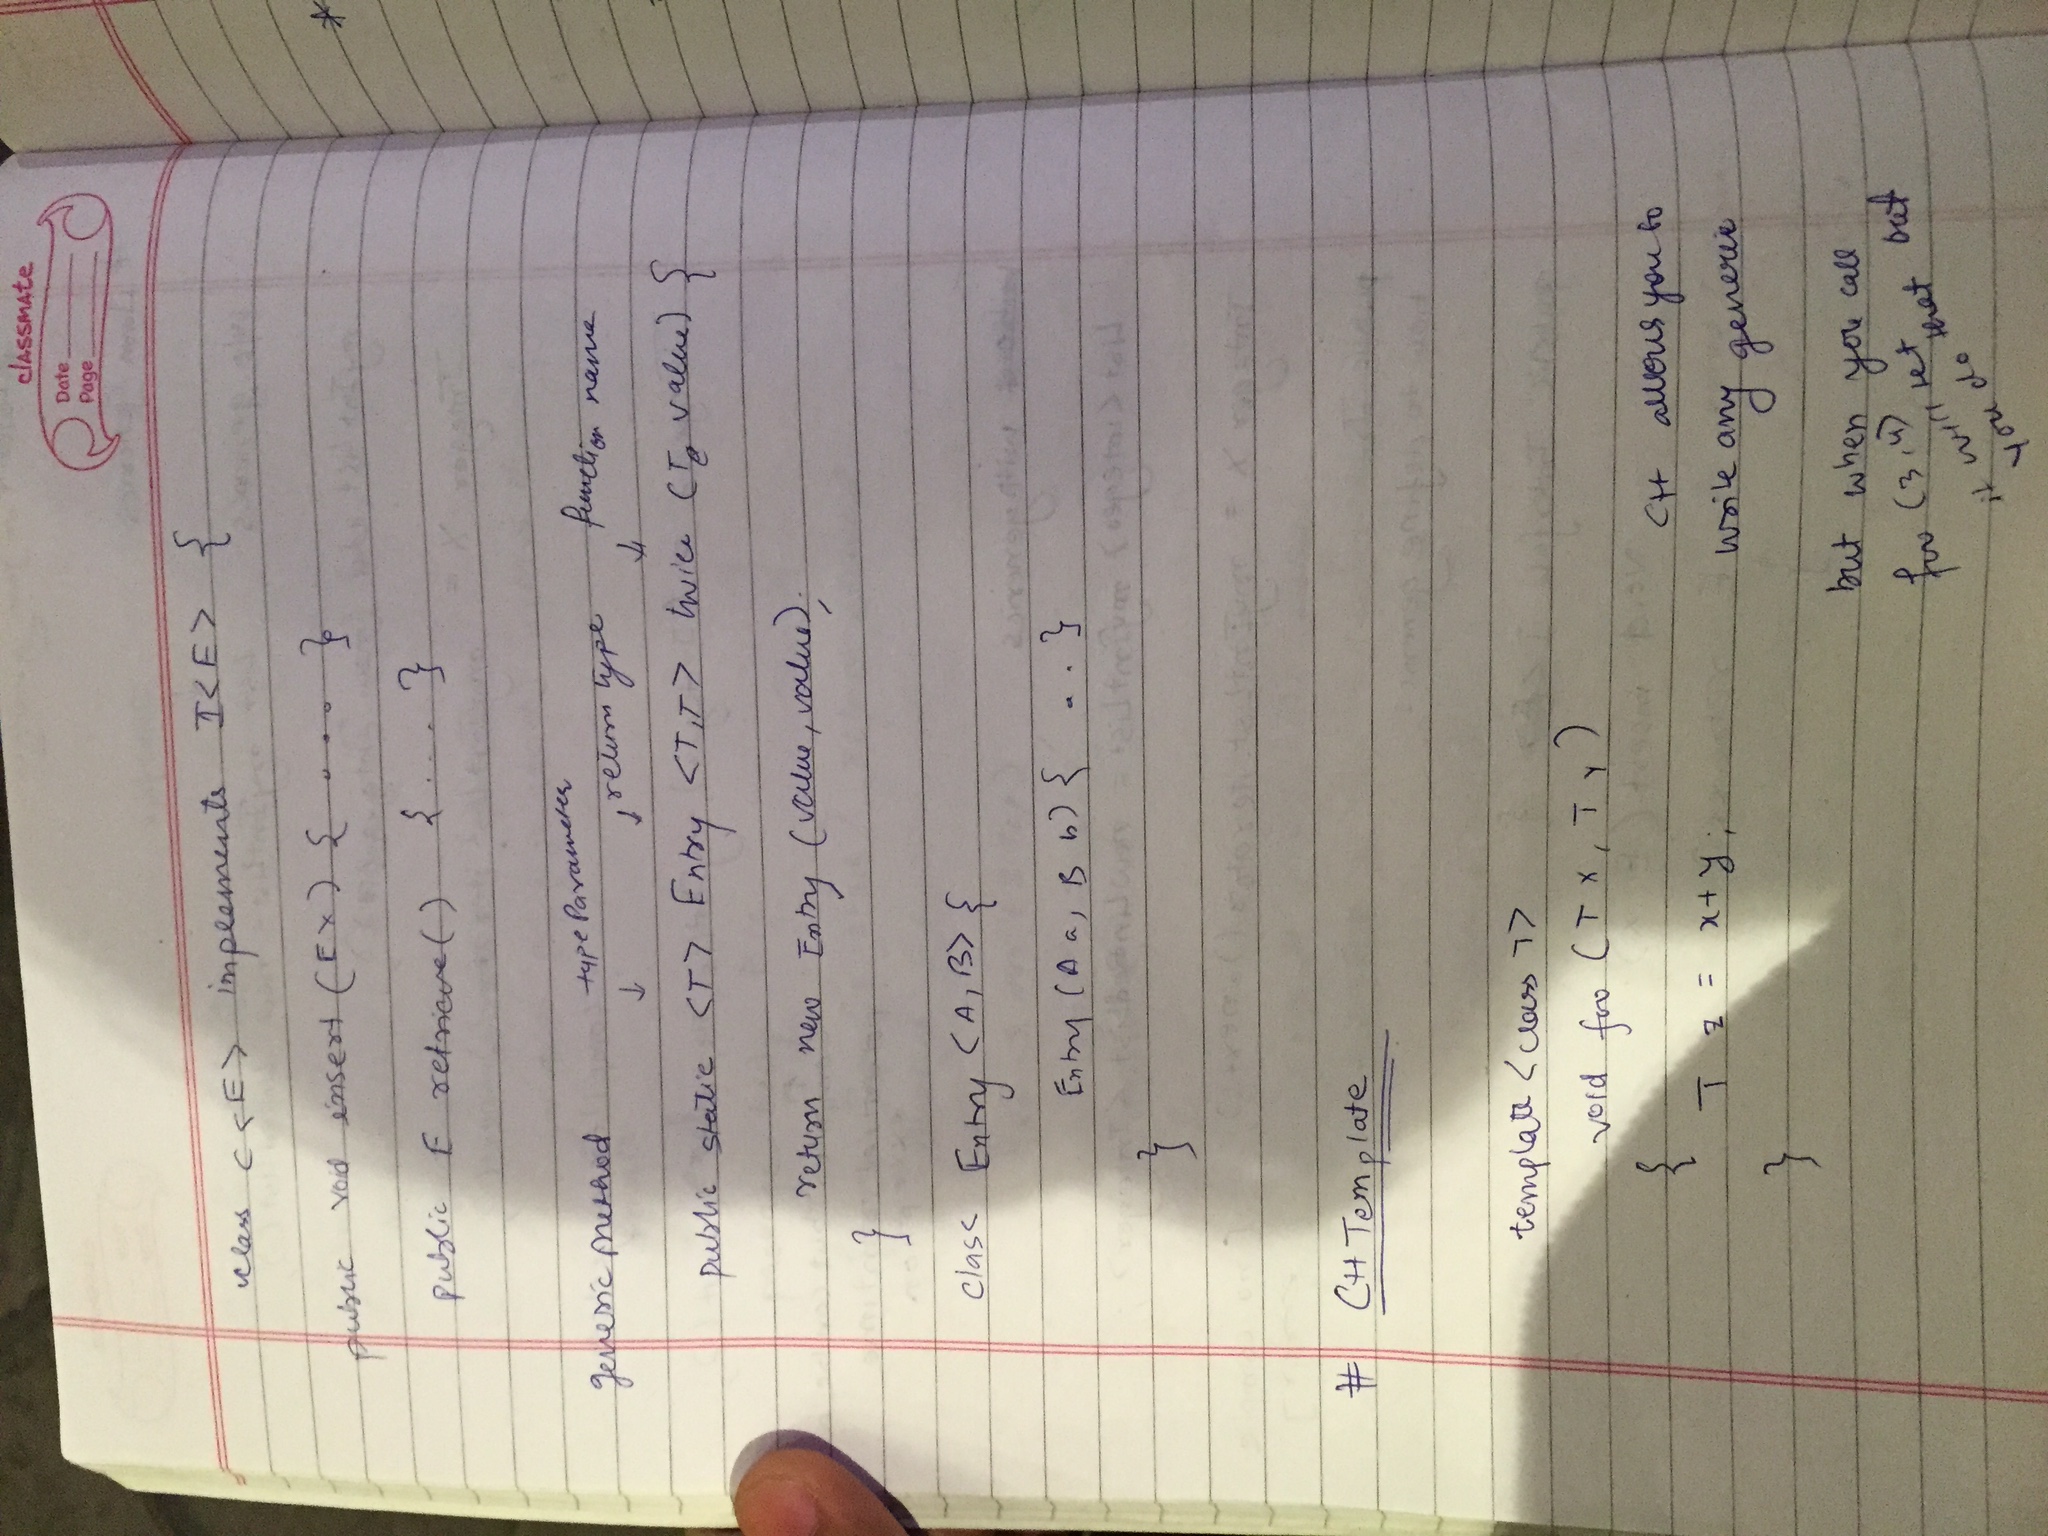 classmate
Date
Page
class C<E> implements I<E> {
public void insert(E x) { .... }
public E retrieve() { .... }
type Parameter function name
generic method ↓ ↓ return type ↓
public static <T> Entry <T,T> twice (T value) {
return new Entry (value, value);
}
class Entry <A,B> {
Entry (A a, B b) { . . }
}
# C++ Template
template <class T>
void foo (T x, T y)
{ C++ allows you to
T z = x+y; write any generic
}
but when you call
foo (3,4) but
it will
you do
*